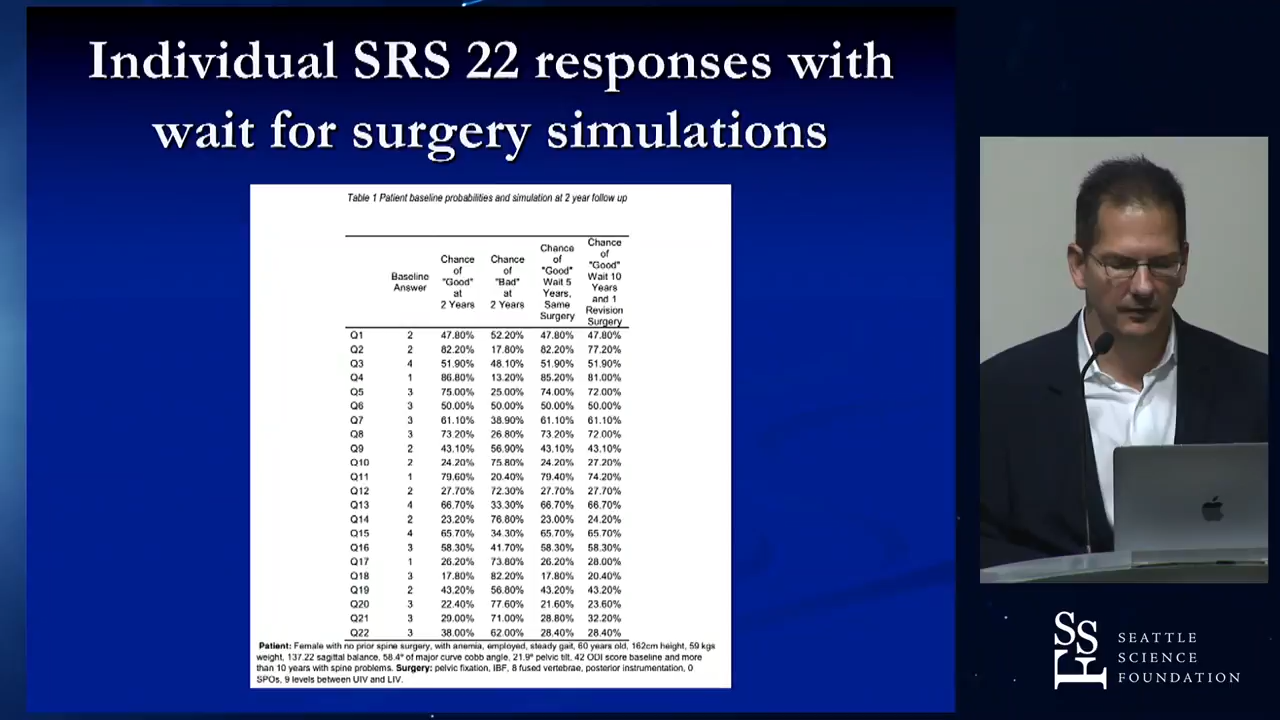 Individual SRS 22 responses with
wait for surgery simulations
Table 1 Patient baseline probabilities and simulation at 2 year follow up
Baseline Answer Chance of "Good" at 2 Years Chance of "Bad" at 2 Years Chance of "Good" Wait 5 Years, Same Surgery Chance of "Good" Wait 10 Years and 1 Revision Surgery
Q1 2 47.80% 52.20% 47.80% 47.80%
Q2 2 82.20% 17.80% 82.20% 77.20%
Q3 4 51.90% 48.10% 51.90% 51.90%
Q4 1 86.80% 13.20% 85.20% 81.00%
Q5 3 75.00% 25.00% 74.00% 72.00%
Q6 3 50.00% 50.00% 50.00% 50.00%
Q7 3 61.10% 38.90% 61.10% 61.10%
Q8 3 73.20% 26.80% 73.20% 72.00%
Q9 2 43.10% 56.90% 43.10% 43.10%
Q10 2 24.20% 75.80% 24.20% 27.20%
Q11 1 79.60% 20.40% 79.40% 74.20%
Q12 2 27.70% 72.30% 27.70% 27.70%
Q13 4 66.70% 33.30% 66.70% 66.70%
Q14 2 23.20% 76.80% 23.00% 24.20%
Q15 4 65.70% 34.30% 65.70% 65.70%
Q16 3 58.30% 41.70% 58.30% 58.30%
Q17 1 26.20% 73.80% 26.20% 28.00%
Q18 3 17.80% 82.20% 17.80% 20.40%
Q19 2 43.20% 56.80% 43.20% 43.20%
Q20 3 22.40% 77.60% 21.60% 23.60%
Q21 3 29.00% 71.00% 28.80% 32.20%
Q22 3 38.00% 62.00% 28.40% 28.40%
Patient: Female with no prior spine surgery, with anemia, employed, steady gait, 60 years old, 162cm height, 59 kgs
weight, 137.22 sagittal balance, 58.4° of major curve cobb angle, 21.9° pelvic tilt, 42 ODI score baseline and more
than 10 years with spine problems. Surgery: pelvic fixation, IBF, 8 fused vertebrae, posterior instrumentation, 0
SPOs, 9 levels between UIV and LIV.
SSF
SEATTLE
SCIENCE
FOUNDATION